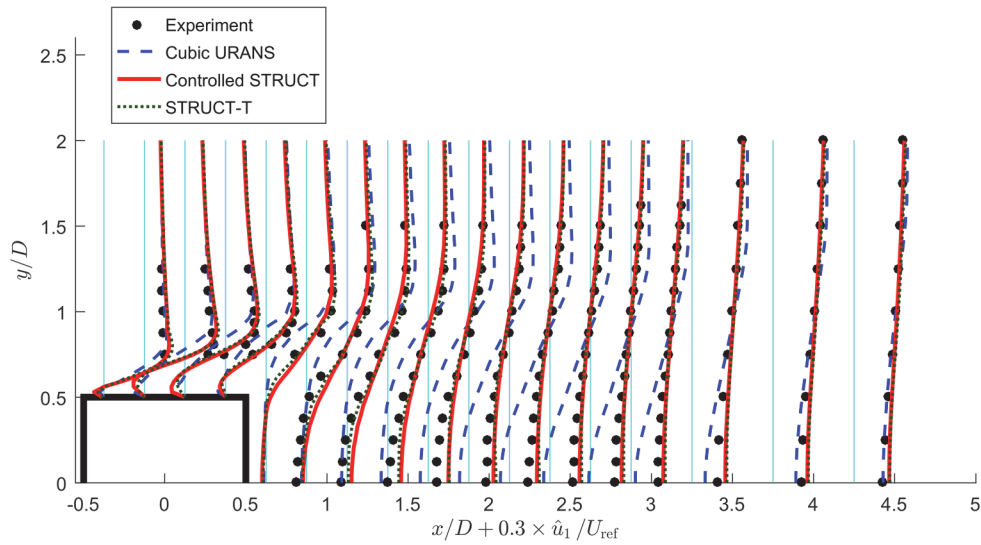 Experiment
Cubic URANS
Controlled STRUCT
STRUCT-T
2.5
2
1.5
1
0.5
0
y/D
-0.5 0 0.5 1 1.5 2 2.5 3 3.5 4 4.5 5
x/D + 0.3 × û₁/U_ref